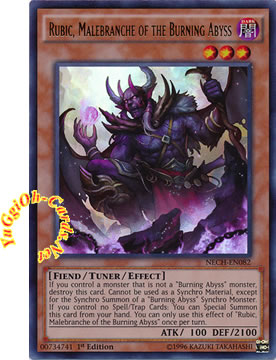 Rubic, Malebranche of the Burning Abyss
DARK
YuGiOh-Cards.Net
NECH-EN082
[FIEND / TUNER / EFFECT]
If you control a monster that is not a "Burning Abyss" monster,
destroy this card. Cannot be used as a Synchro Material, except
for the Synchro Summon of a "Burning Abyss" Synchro Monster.
If you control no Spell/Trap Cards: You can Special Summon
this card from your hand. You can only use this effect of "Rubic,
Malebranche of the Burning Abyss" once per turn.
ATK/ 100 DEF/2100
00734741 1st Edition ©1996 KAZUKI TAKAHASHI